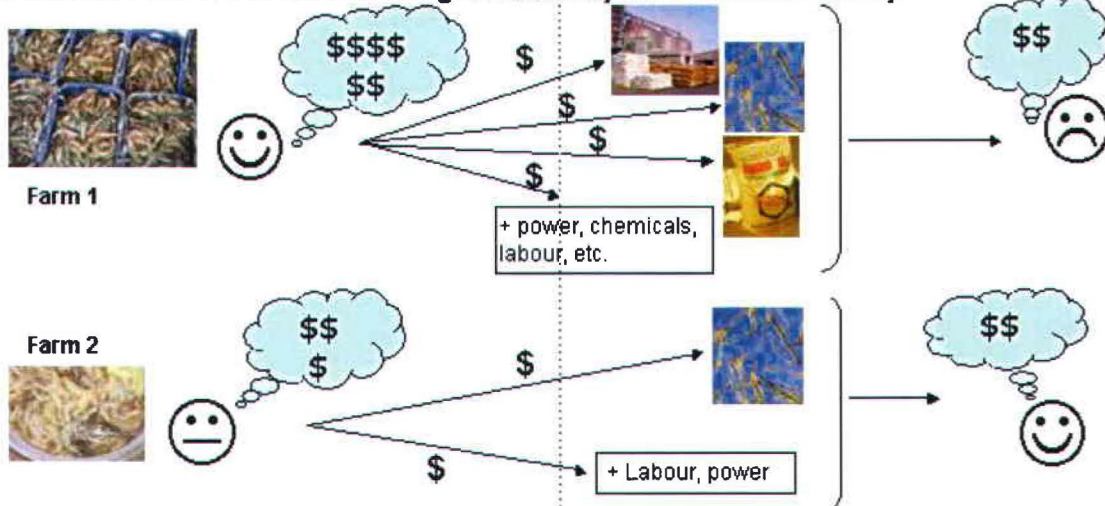 $$$$
$$
$
$
$
$
$$
Farm 1
+ power, chemicals,
labour, etc.
Farm 2
$$
$
$
$
$$
+ Labour, power